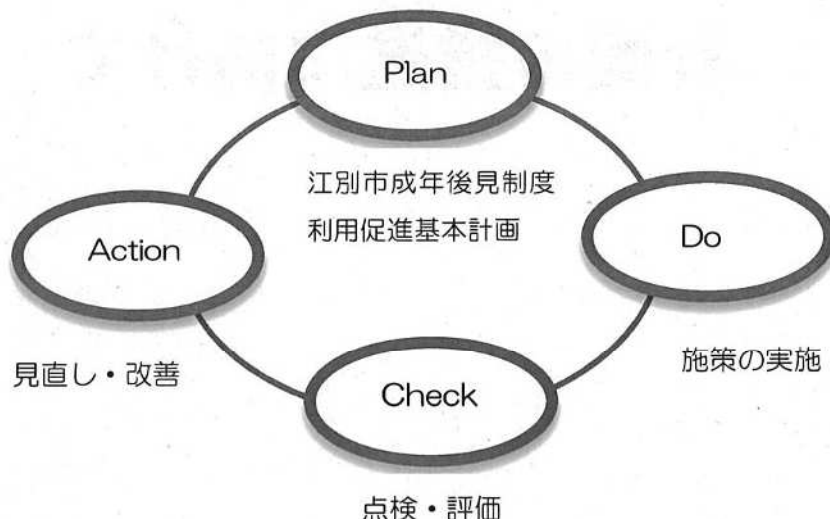 Plan
江別市成年後見制度
利用促進基本計画
Action
Do
見直し・改善
施策の実施
Check
点検・評価